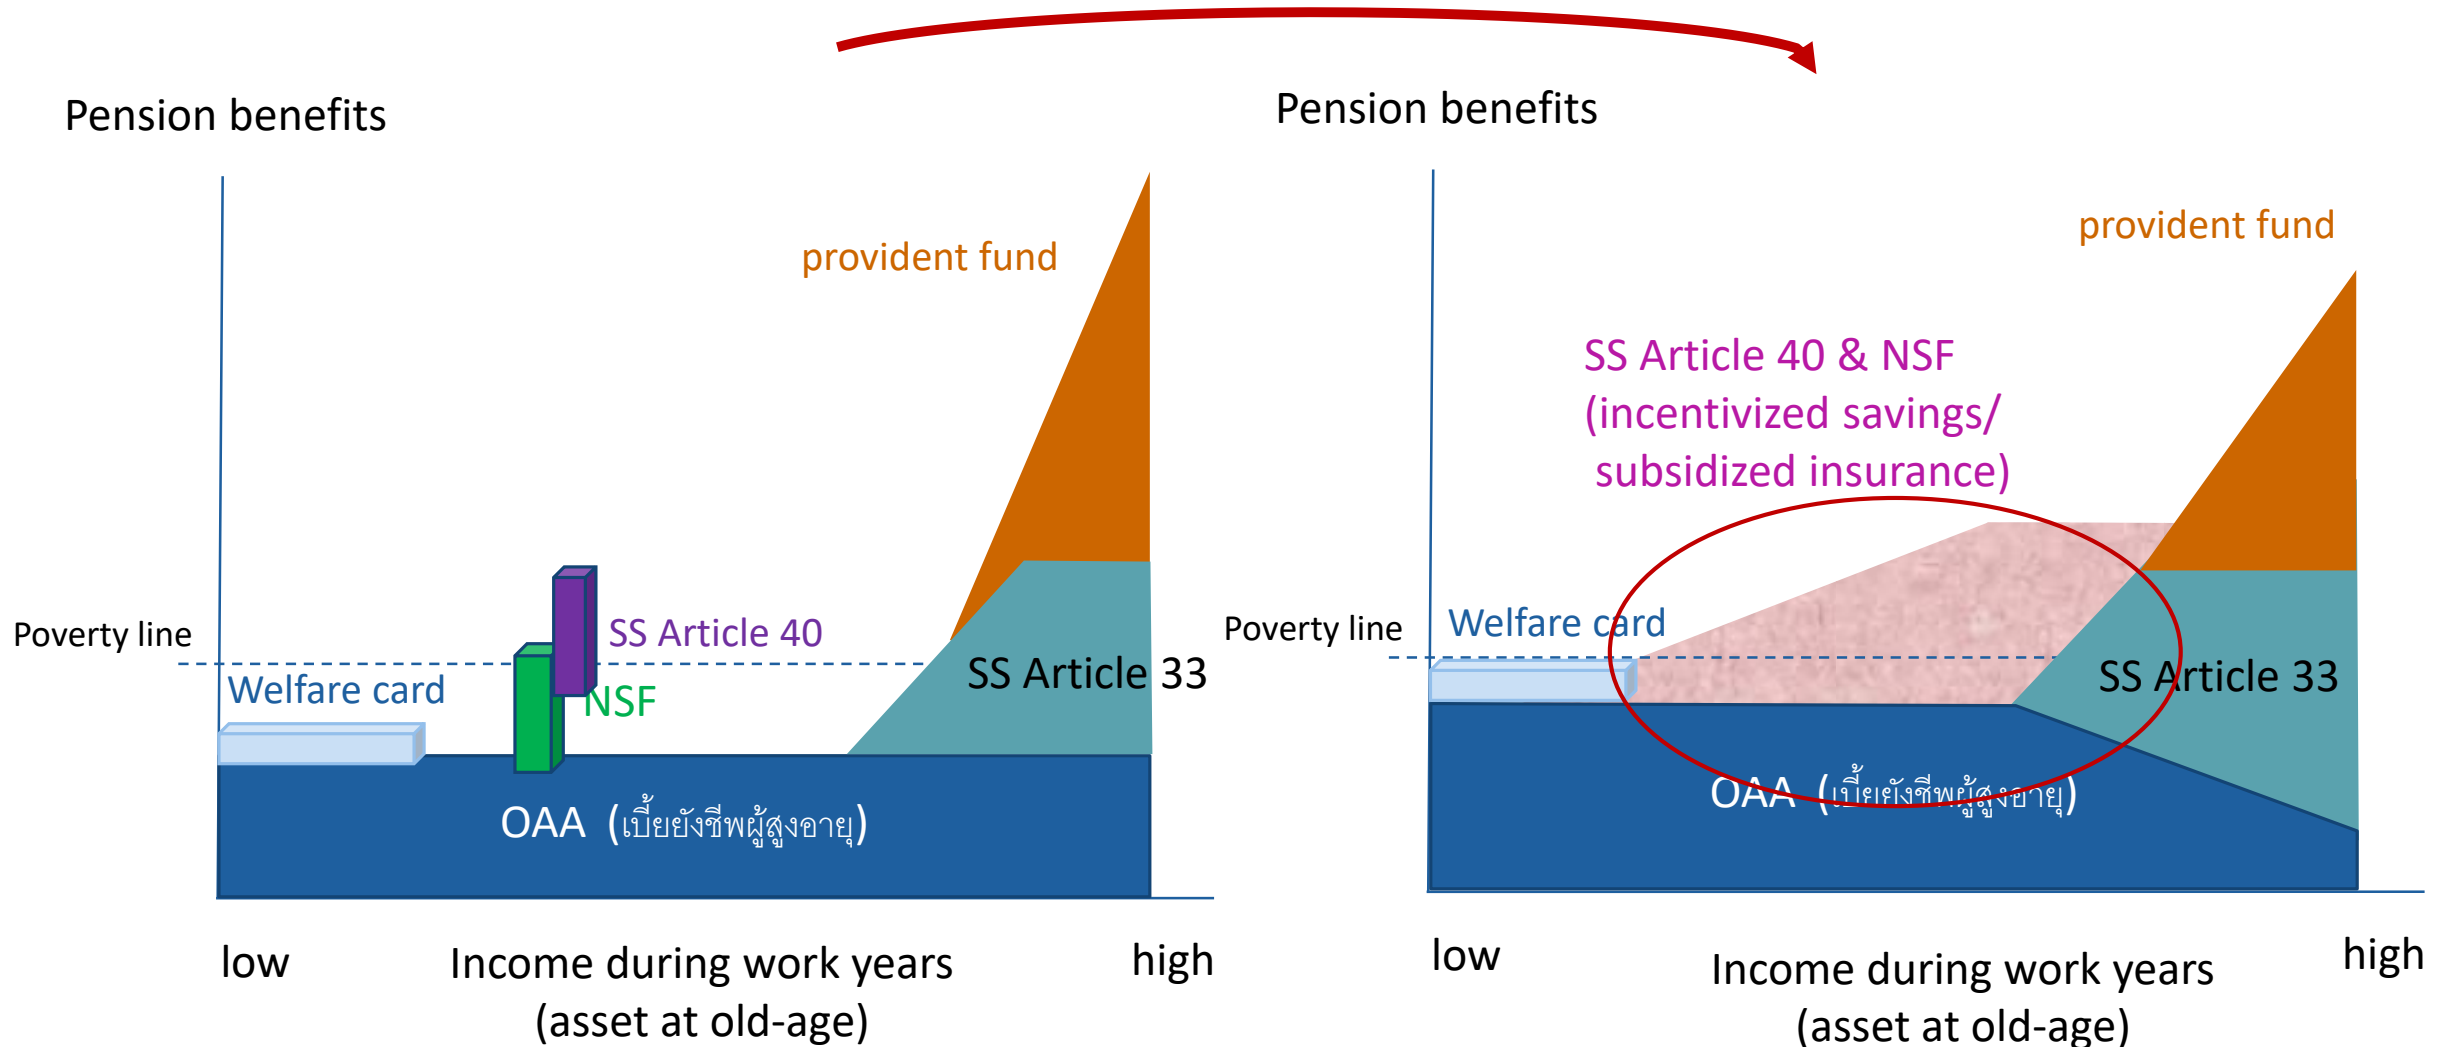 Pension benefits
provident fund
SS Article 40
Poverty line
SS Article 33
Welfare card
NSF
OAA (เบี้ยยังชีพผู้สูงอายุ)
low
Income during work years
(asset at old-age)
high
Pension benefits
provident fund
SS Article 40 & NSF
(incentivized savings/
subsidized insurance)
Poverty line
Welfare card
SS Article 33
OAA (เบี้ยยังชีพผู้สูงอายุ)
low
Income during work years
(asset at old-age)
high